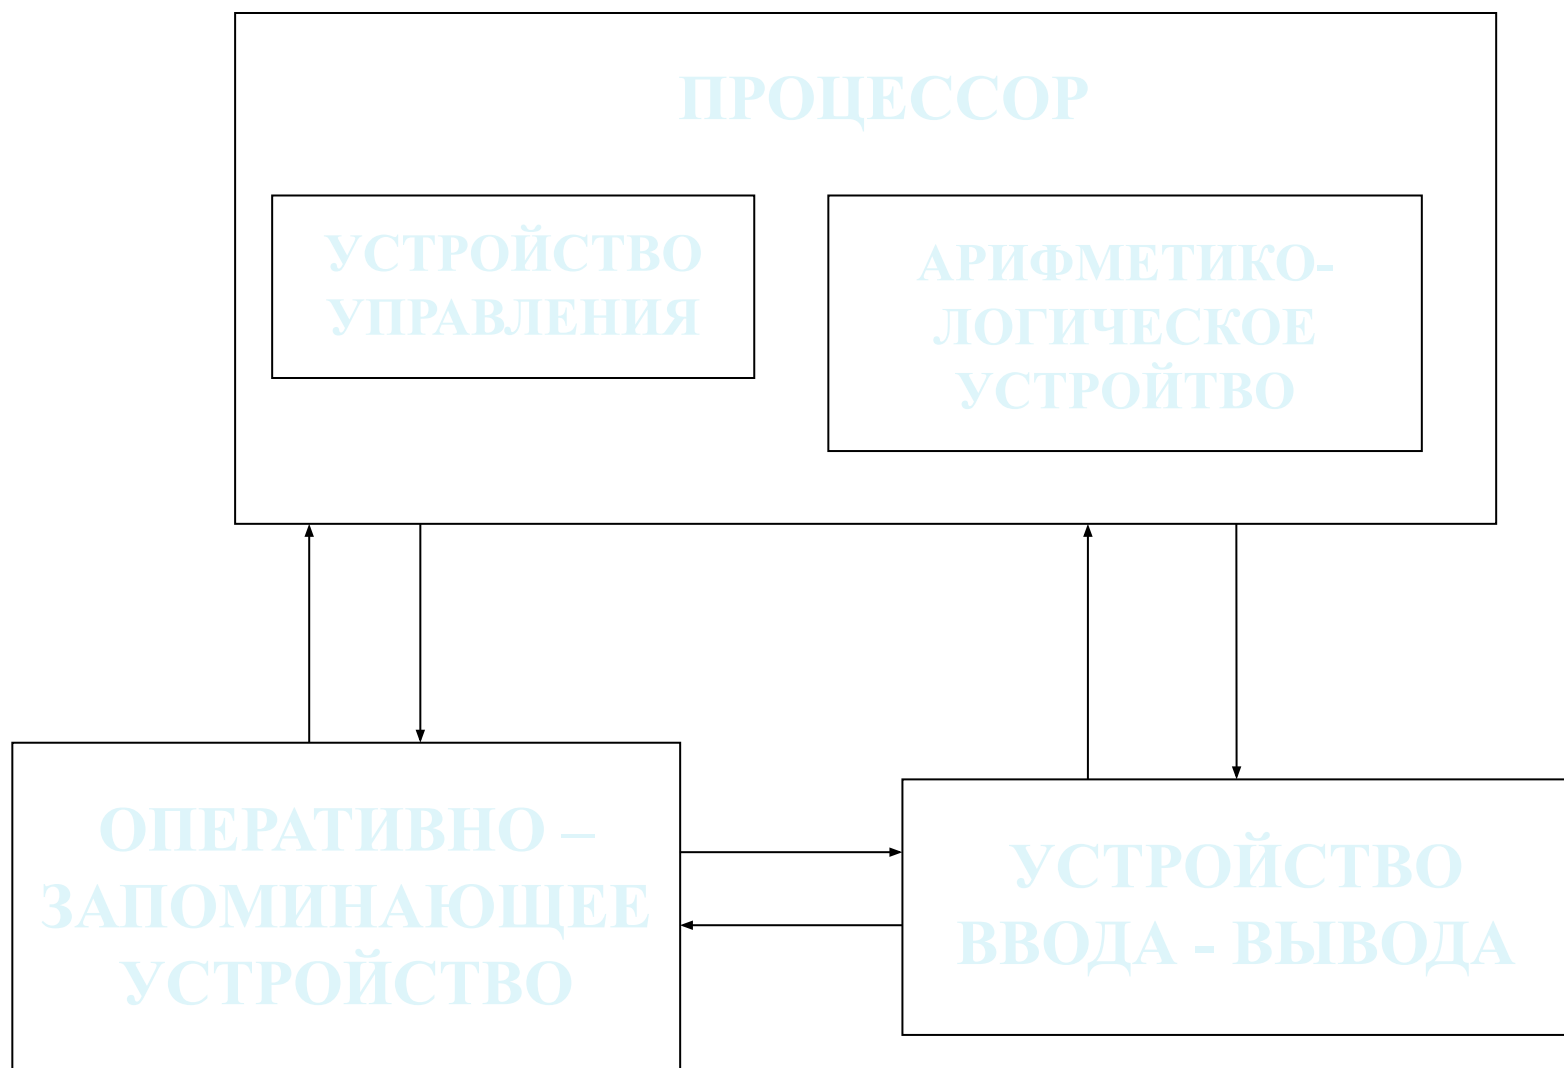 ПРОЦЕССОР
УСТРОЙСТВО
УПРАВЛЕНИЯ
АРИФМЕТИКО-
ЛОГИЧЕСКОЕ
УСТРОЙТВО
ОПЕРАТИВНО –
ЗАПОМИНАЮЩЕЕ
УСТРОЙСТВО
УСТРОЙСТВО
ВВОДА - ВЫВОДА